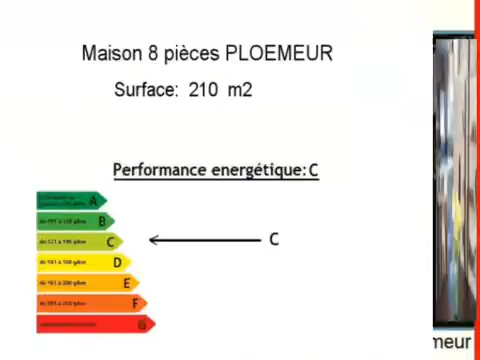 Maison 8 pièces PLOEMEUR
Surface: 210 m2
Performance energétique: C
A
B
C
C
D
E
F
G
meur